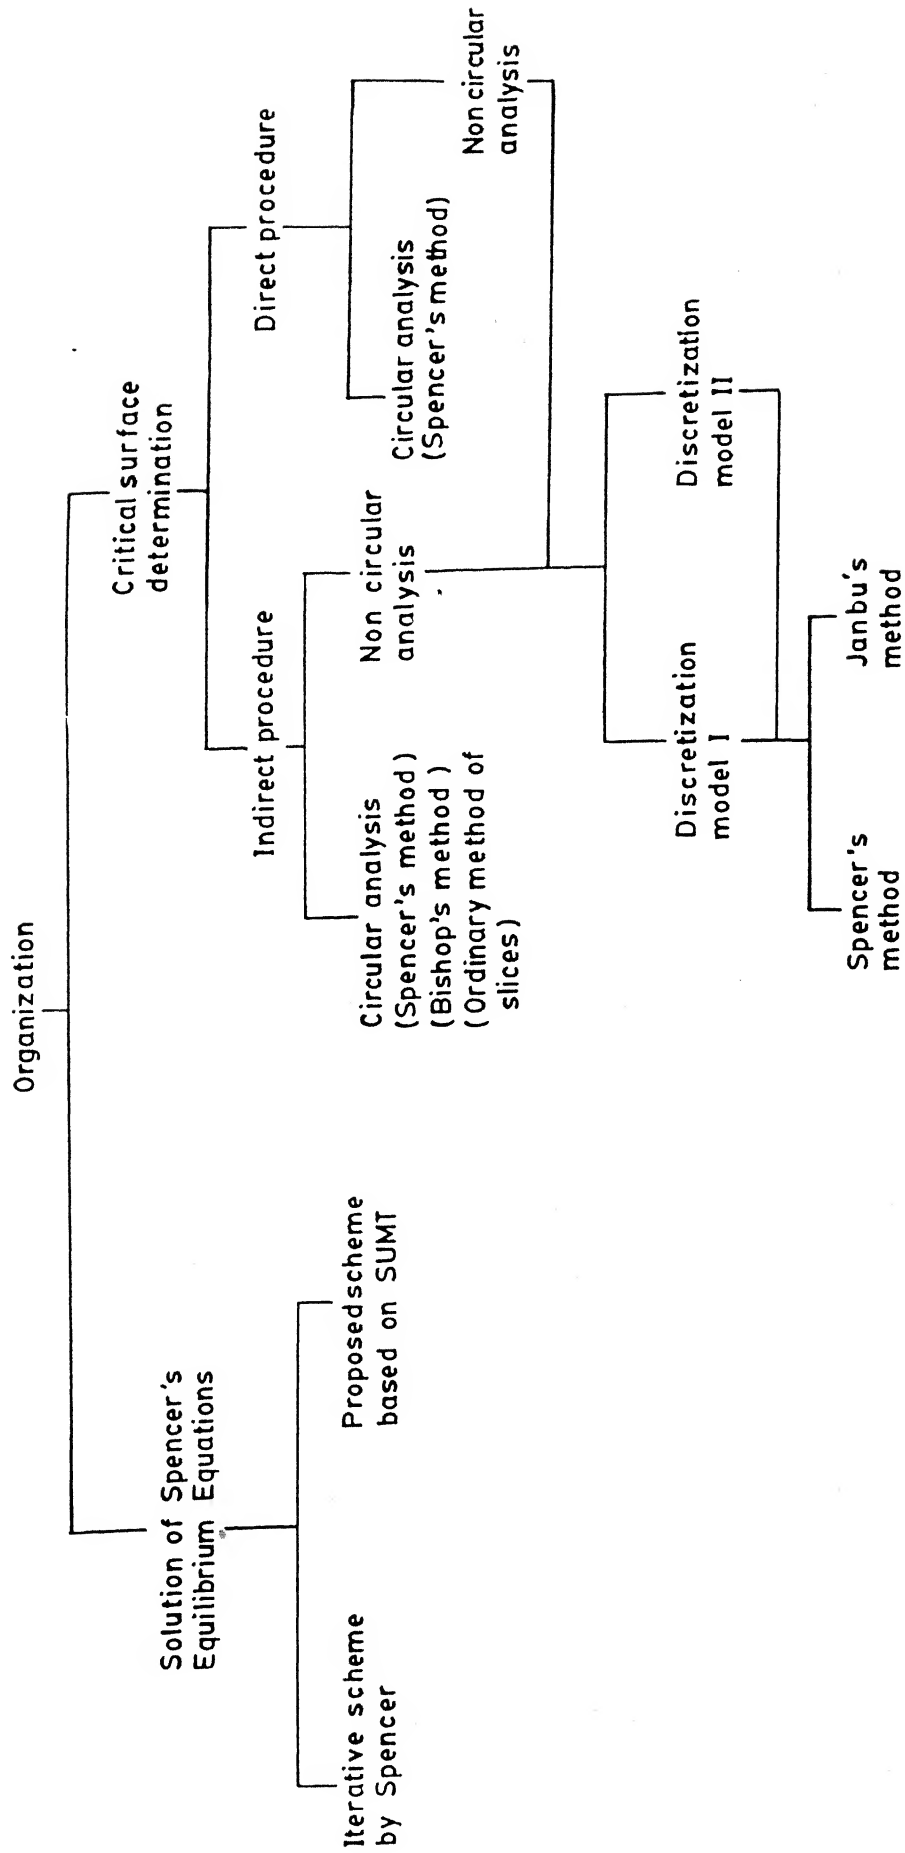 Organization
Solution of Spencer's
Equilibrium Equations
Critical surface
determination
Iterative scheme
by Spencer
Proposed scheme
based on SUMT
Indirect procedure
Direct procedure
Circular analysis
(Spencer's method)
(Bishop's method)
(Ordinary method of
slices)
Non circular
analysis
Circular analysis
(Spencer's method)
Non circular
analysis
Discretization
model I
Discretization
model II
Spencer's
method
Janbu's
method